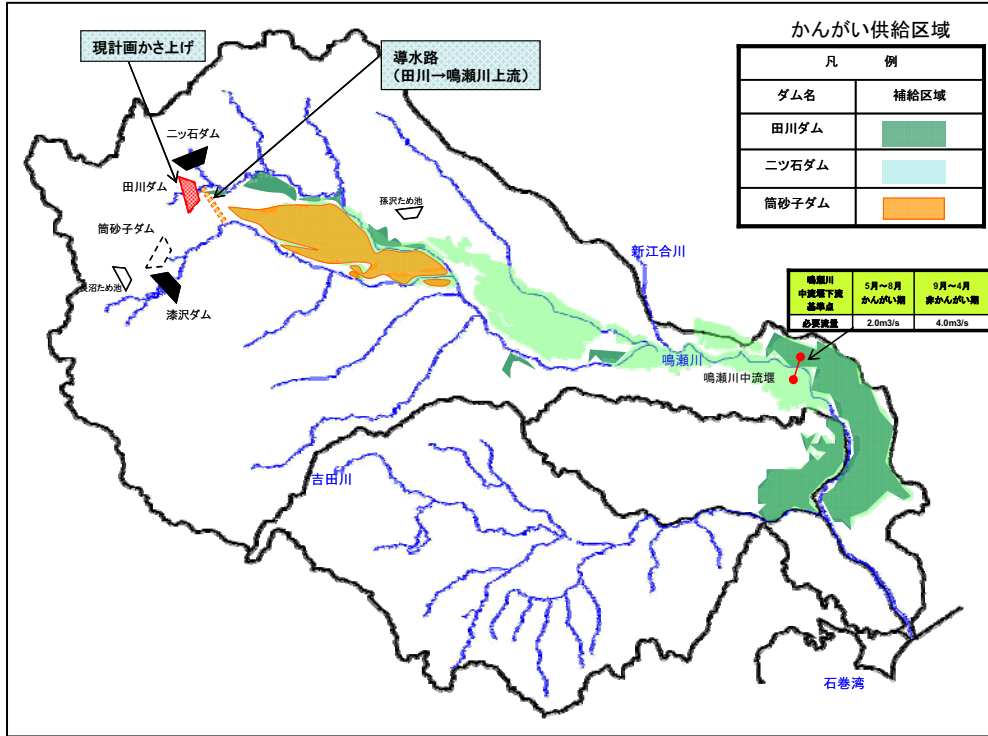 現計画かさ上げ
導水路
（田川→鳴瀬川上流）
かんがい供給区域
凡　例
ダム名　補給区域
田川ダム
二ツ石ダム
筒砂子ダム
二ツ石ダム
田川ダム
筒砂子ダム
長沼ため池
漆沢ダム
孫沢ため池
新江合川
鳴瀬川
中流堰下流
基準点
5月～8月
かんがい期
9月～4月
非かんがい期
必要流量　2.0m3/s　4.0m3/s
鳴瀬川
鳴瀬川中流堰
吉田川
石巻湾